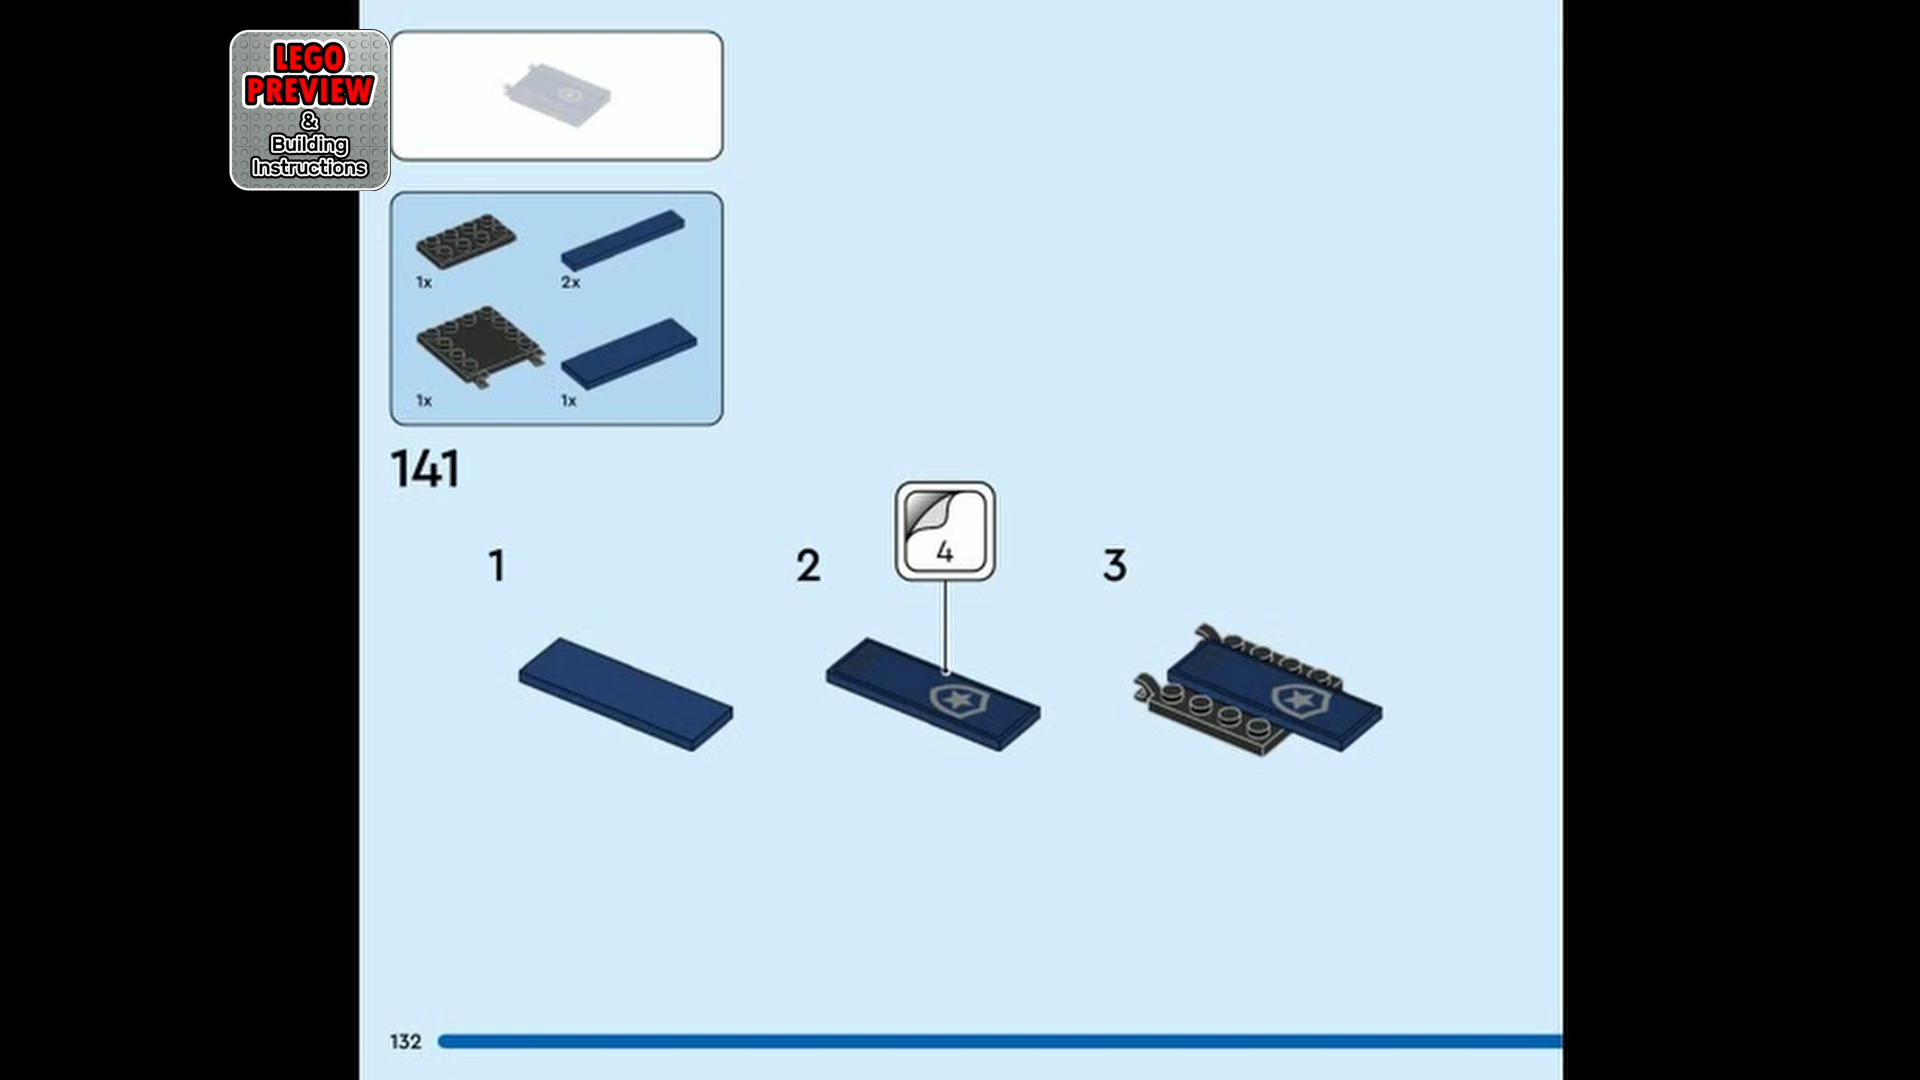 LEGO
PREVIEW
&
Building
Instructions
1x
2x
1x
1x
141
1
2
4
3
132